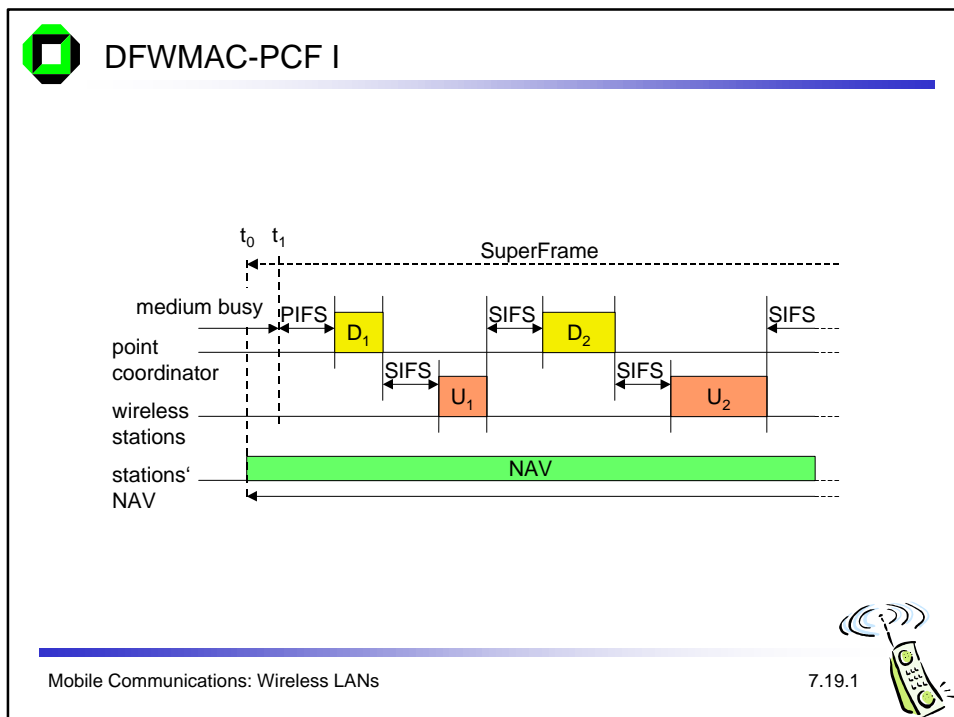 DFWMAC-PCF I
t0 t1
SuperFrame
medium busy
PIFS
D1
SIFS
D2
SIFS
point
coordinator
SIFS
U1
SIFS
U2
wireless
stations
stations‘
NAV
NAV
Mobile Communications: Wireless LANs
7.19.1